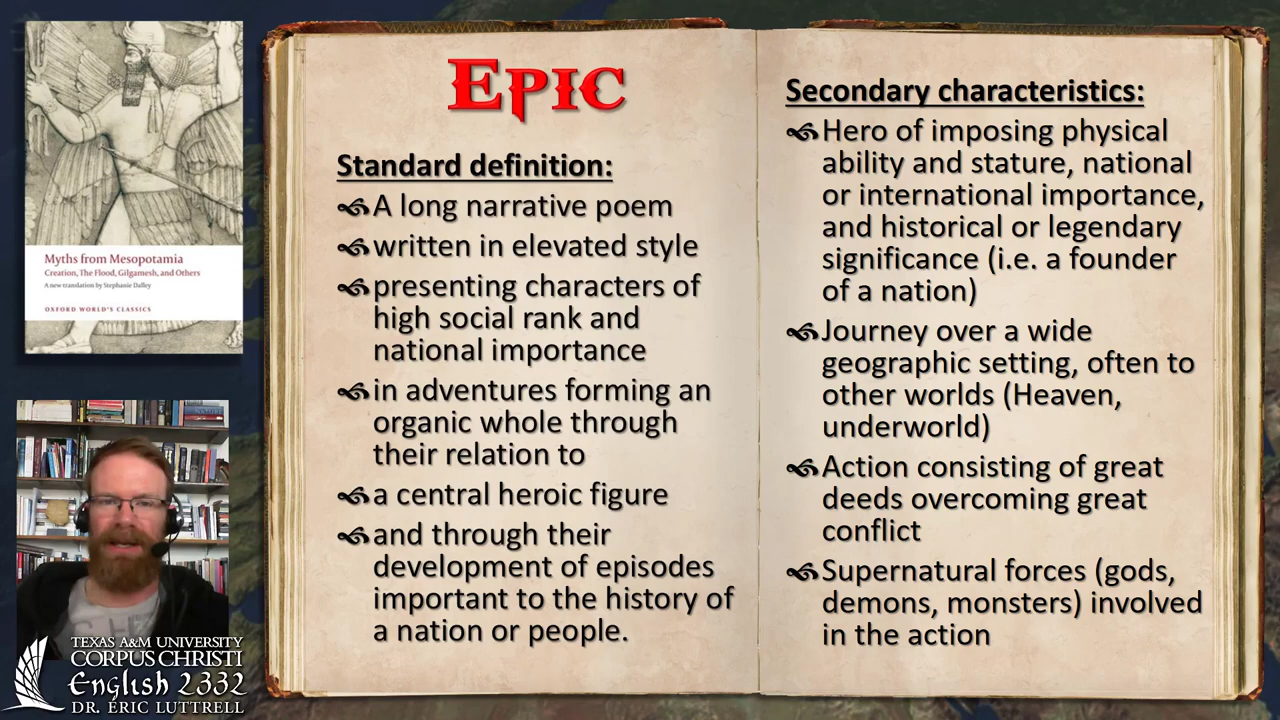 Myths from Mesopotamia
Creation, The Flood, Gilgamesh, and Others
A new translation by Stephanie Dalley
OXFORD WORLD'S CLASSICS
TEXAS A&M UNIVERSITY
CORPUS CHRISTI
English 2332
DR. ERIC LUTTRELL
EPIC
Standard definition:
A long narrative poem
written in elevated style
presenting characters of
high social rank and
national importance
in adventures forming an
organic whole through
their relation to
a central heroic figure
and through their
development of episodes
important to the history of
a nation or people.
Secondary characteristics:
Hero of imposing physical
ability and stature, national
or international importance,
and historical or legendary
significance (i.e. a founder
of a nation)
Journey over a wide
geographic setting, often to
other worlds (Heaven,
underworld)
Action consisting of great
deeds overcoming great
conflict
Supernatural forces (gods,
demons, monsters) involved
in the action